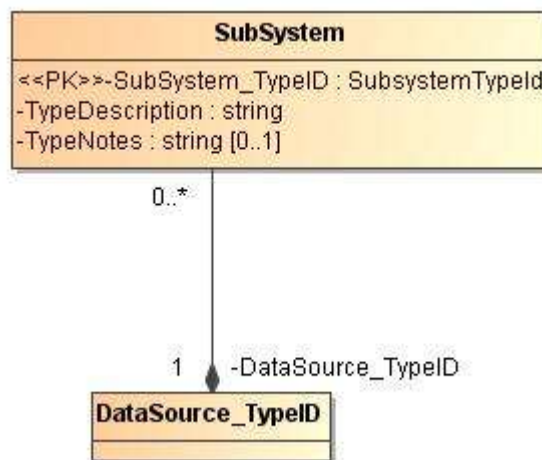 SubSystem
<<PK>>-SubSystem_TypeID : SubsystemTypeId
-TypeDescription : string
-TypeNotes : string [0..1]
0..*
1 -DataSource_TypeID
DataSource_TypeID